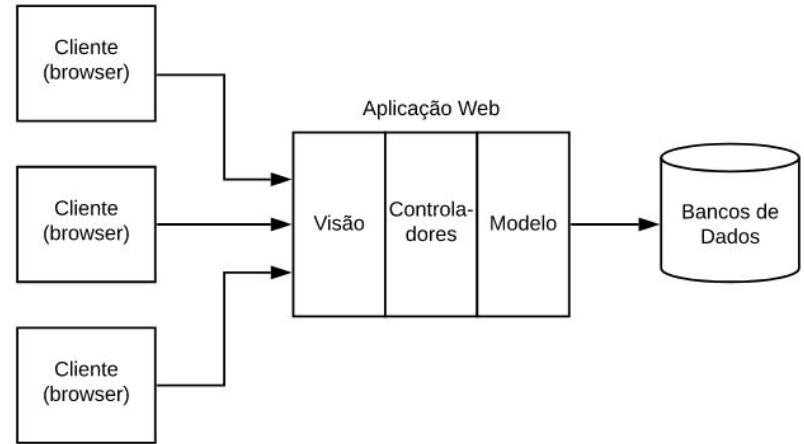 Cliente
(browser)
Aplicação Web
Cliente
(browser)
Visão
Controla-
dores
Modelo
Bancos de
Dados
Cliente
(browser)